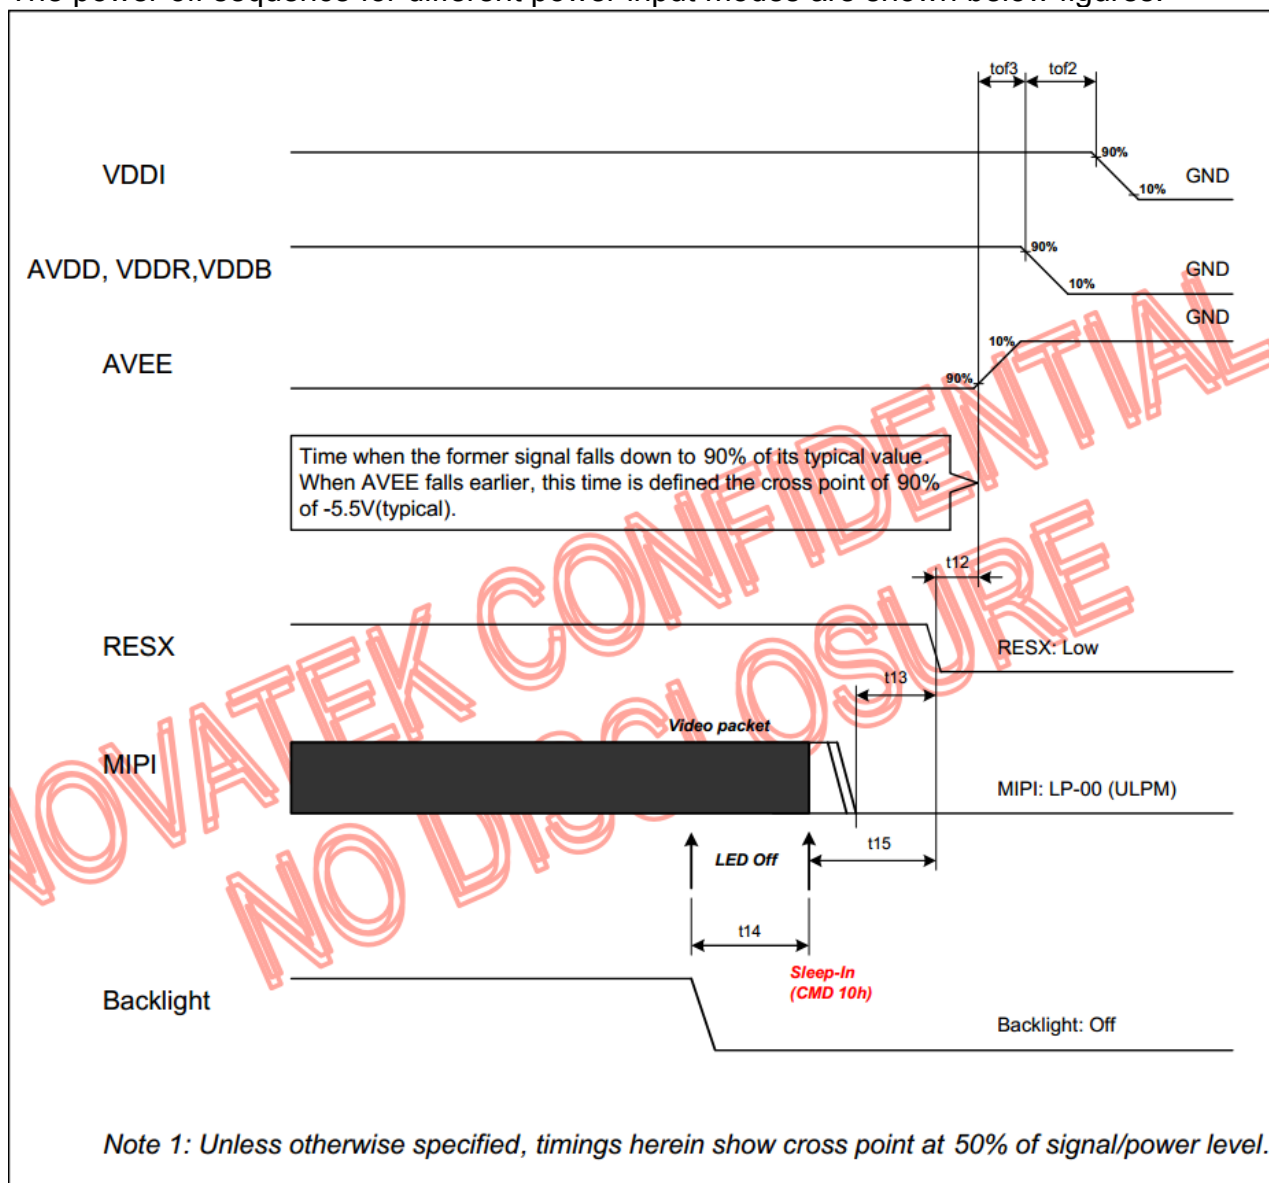 The power off sequence for different power input modes are shown below figures.
tof3 tof2
VDDI
90%
10%
GND
AVDD, VDDR,VDDB
90%
10%
GND
AVEE
90%
10%
GND
Time when the former signal falls down to 90% of its typical value.
When AVEE falls earlier, this time is defined the cross point of 90%
of -5.5V(typical).
t12
RESX
RESX: Low
t13
Video packet
MIPI
MIPI: LP-00 (ULPM)
t15
LED Off
t14
Sleep-In
(CMD 10h)
Backlight
Backlight: Off
Note 1: Unless otherwise specified, timings herein show cross point at 50% of signal/power level.
NOVATEK CONFIDENTIAL
NO DISCLOSURE